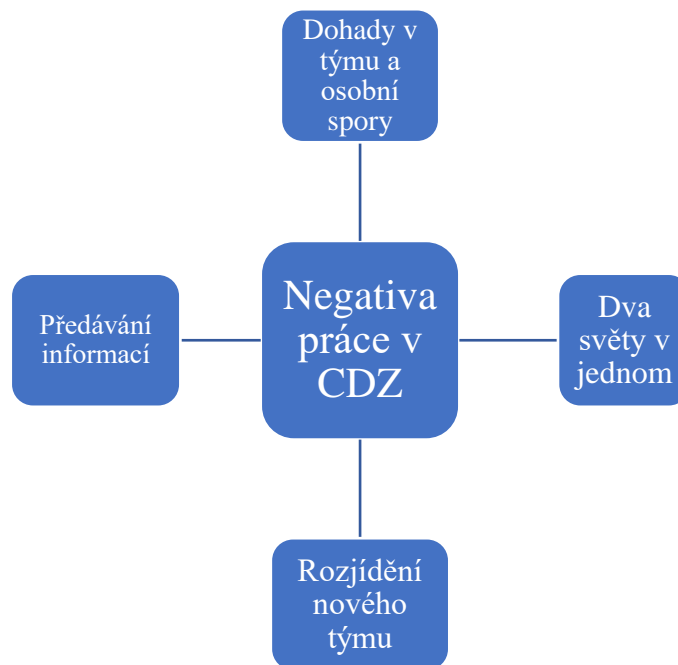 Dohady v
týmu a
osobní
spory
Předávání
informací
Negativa
práce v
CDZ
Dva
světy v
jednom
Rozjídění
nového
týmu